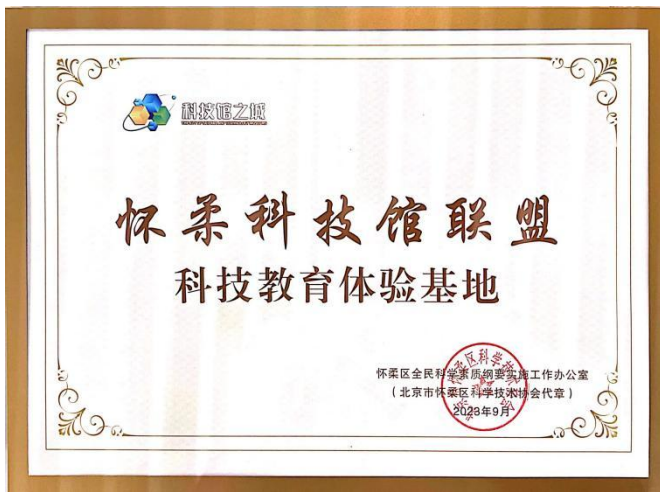 科技馆之城
怀柔科技馆联盟
科技教育体验基地
怀柔区全民科学素质纲要实施工作办公室
（北京市怀柔区科学技术协会代章）
2023年9月